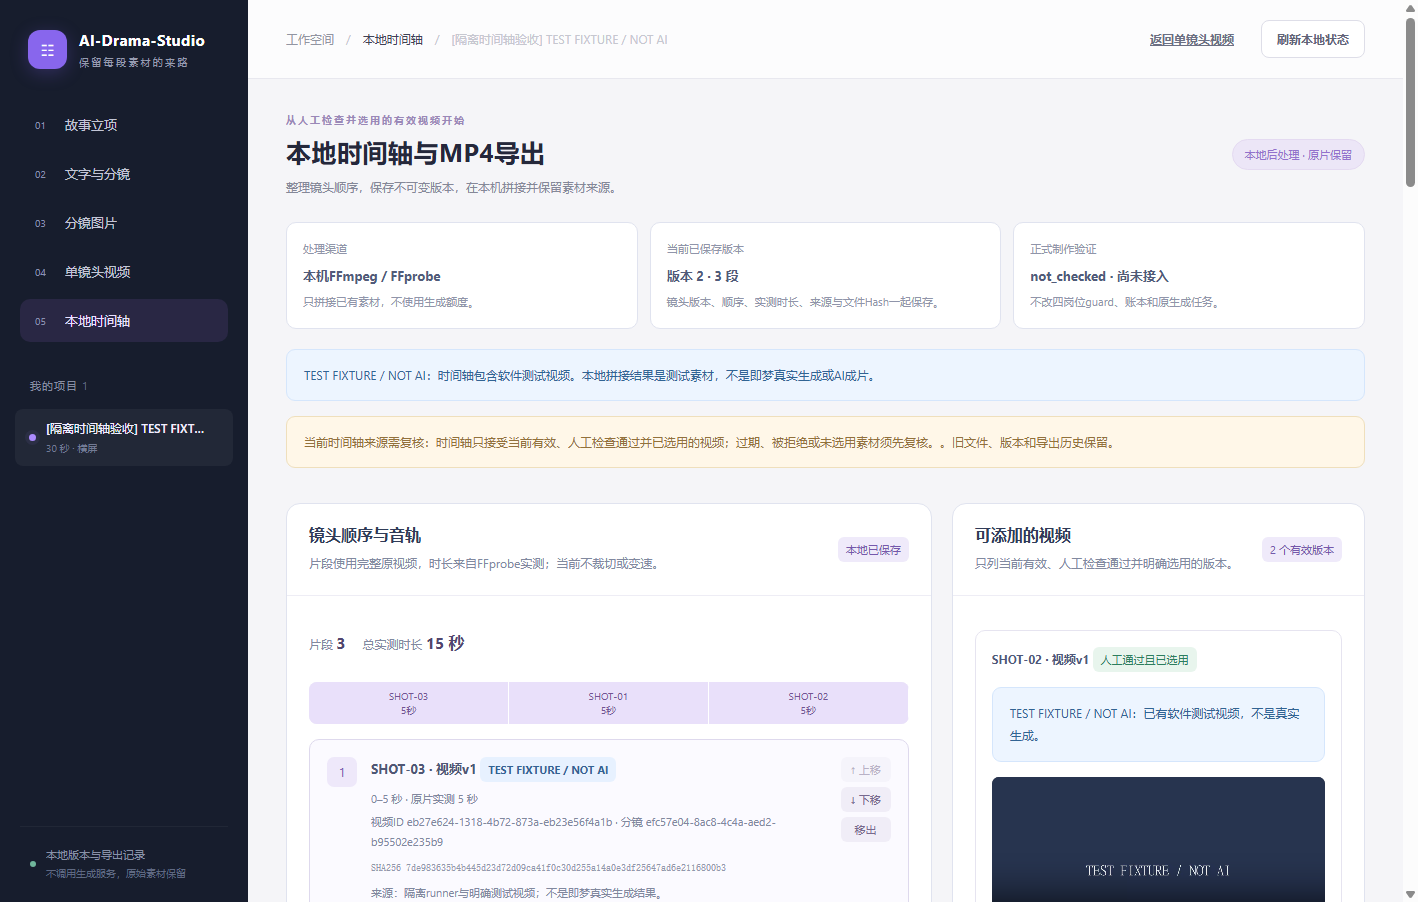 AI-Drama-Studio
保留每段素材的来路
01 故事立项
02 文字与分镜
03 分镜图片
04 单镜头视频
05 本地时间轴
我的项目 1
[隔离时间轴验收] TEST FIXT...
30 秒 · 横屏
本地版本与导出记录
不调用生成服务，原始素材保留
工作空间 / 本地时间轴 / [隔离时间轴验收] TEST FIXTURE / NOT AI
返回单镜头视频
刷新本地状态
从人工检查并选用的有效视频开始
本地时间轴与MP4导出
整理镜头顺序，保存不可变版本，在本机拼接并保留素材来源。
本地后处理 · 原片保留
处理渠道
本机FFmpeg / FFprobe
只拼接已有素材，不使用生成额度。
当前已保存版本
版本 2 · 3 段
镜头版本、顺序、实测时长、来源与文件Hash一起保存。
正式制作验证
not_checked · 尚未接入
不改四岗位guard、账本和原生成任务。
TEST FIXTURE / NOT AI：时间轴包含软件测试视频。本地拼接结果是测试素材，不是即梦真实生成或AI成片。
当前时间轴来源需复核：时间轴只接受当前有效、人工检查通过并已选用的视频；过期、被拒绝或未选用素材须先复核。。旧文件、版本和导出历史保留。
镜头顺序与音轨
片段使用完整原视频，时长来自FFprobe实测；当前不裁切或变速。
本地已保存
片段 3 总实测时长 15 秒
SHOT-03
5秒
SHOT-01
5秒
SHOT-02
5秒
1
SHOT-03 · 视频v1 TEST FIXTURE / NOT AI
0–5 秒 · 原片实测 5 秒
视频ID eb27e624-1318-4b72-873a-eb23e56f4a1b · 分镜 efc57e04-8ac8-4c4a-aed2-
b95502e235b9
SHA256 7de983635b4b445d23d72d09ca41f0c30d255a14a0e3df25647ad6e2116800b3
来源：隔离runner与明确测试视频；不是即梦真实生成结果。
↑ 上移
↓ 下移
移出
可添加的视频
只列当前有效、人工检查通过并明确选用的版本。
2 个有效版本
SHOT-02 · 视频v1 人工通过且已选用
TEST FIXTURE / NOT AI：已有软件测试视频，不是真实
生成。
TEST FIXTURE / NOT AI